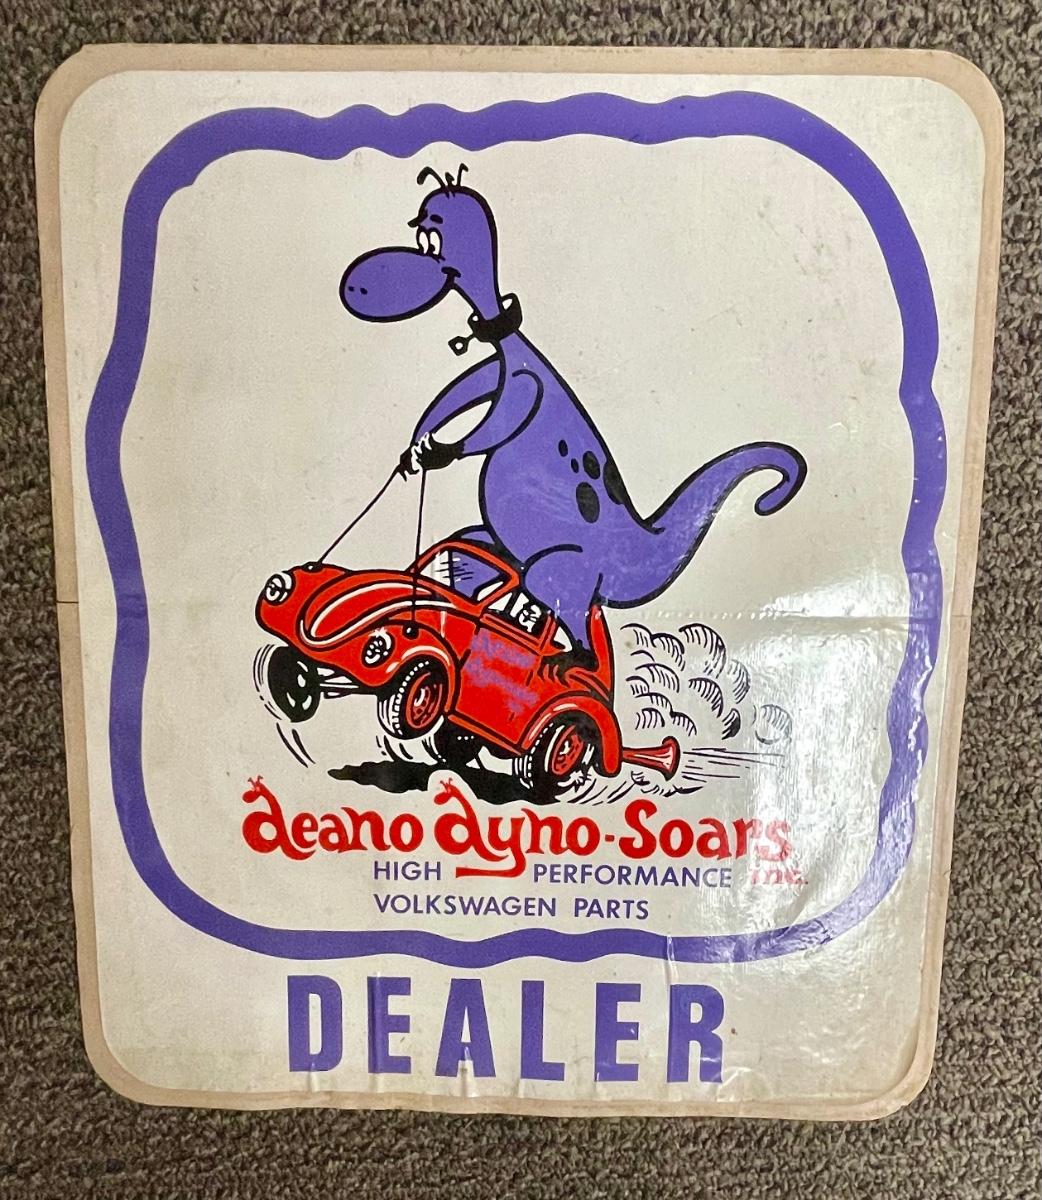 deano dyno-Soars
HIGH PERFORMANCE inc.
VOLKSWAGEN PARTS
DEALER